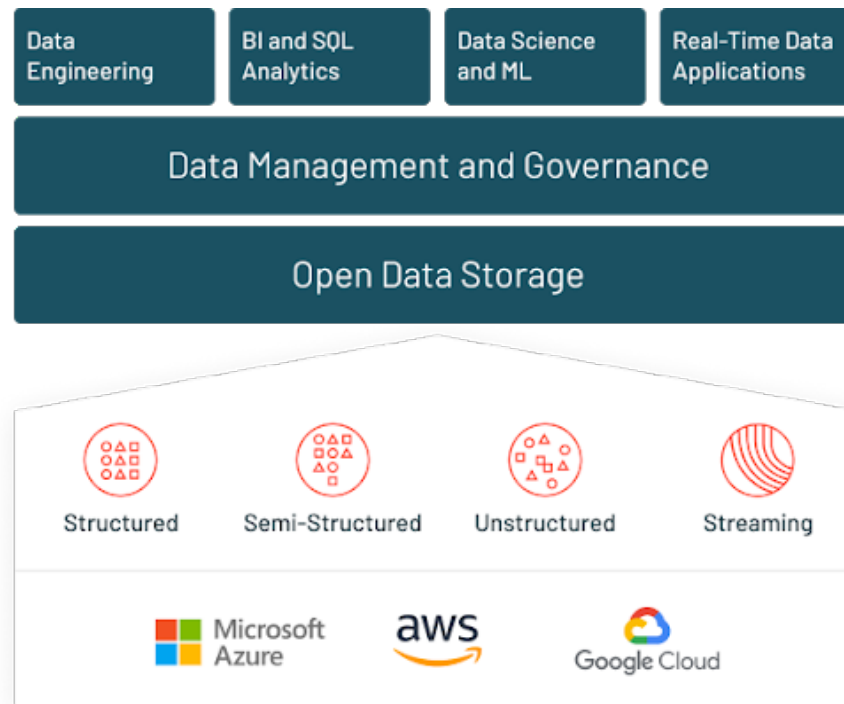 Data
Engineering
BI and SQL
Analytics
Data Science
and ML
Real-Time Data
Applications
Data Management and Governance
Open Data Storage
Structured
Semi-Structured
Unstructured
Streaming
Microsoft
Azure
aws
Google Cloud